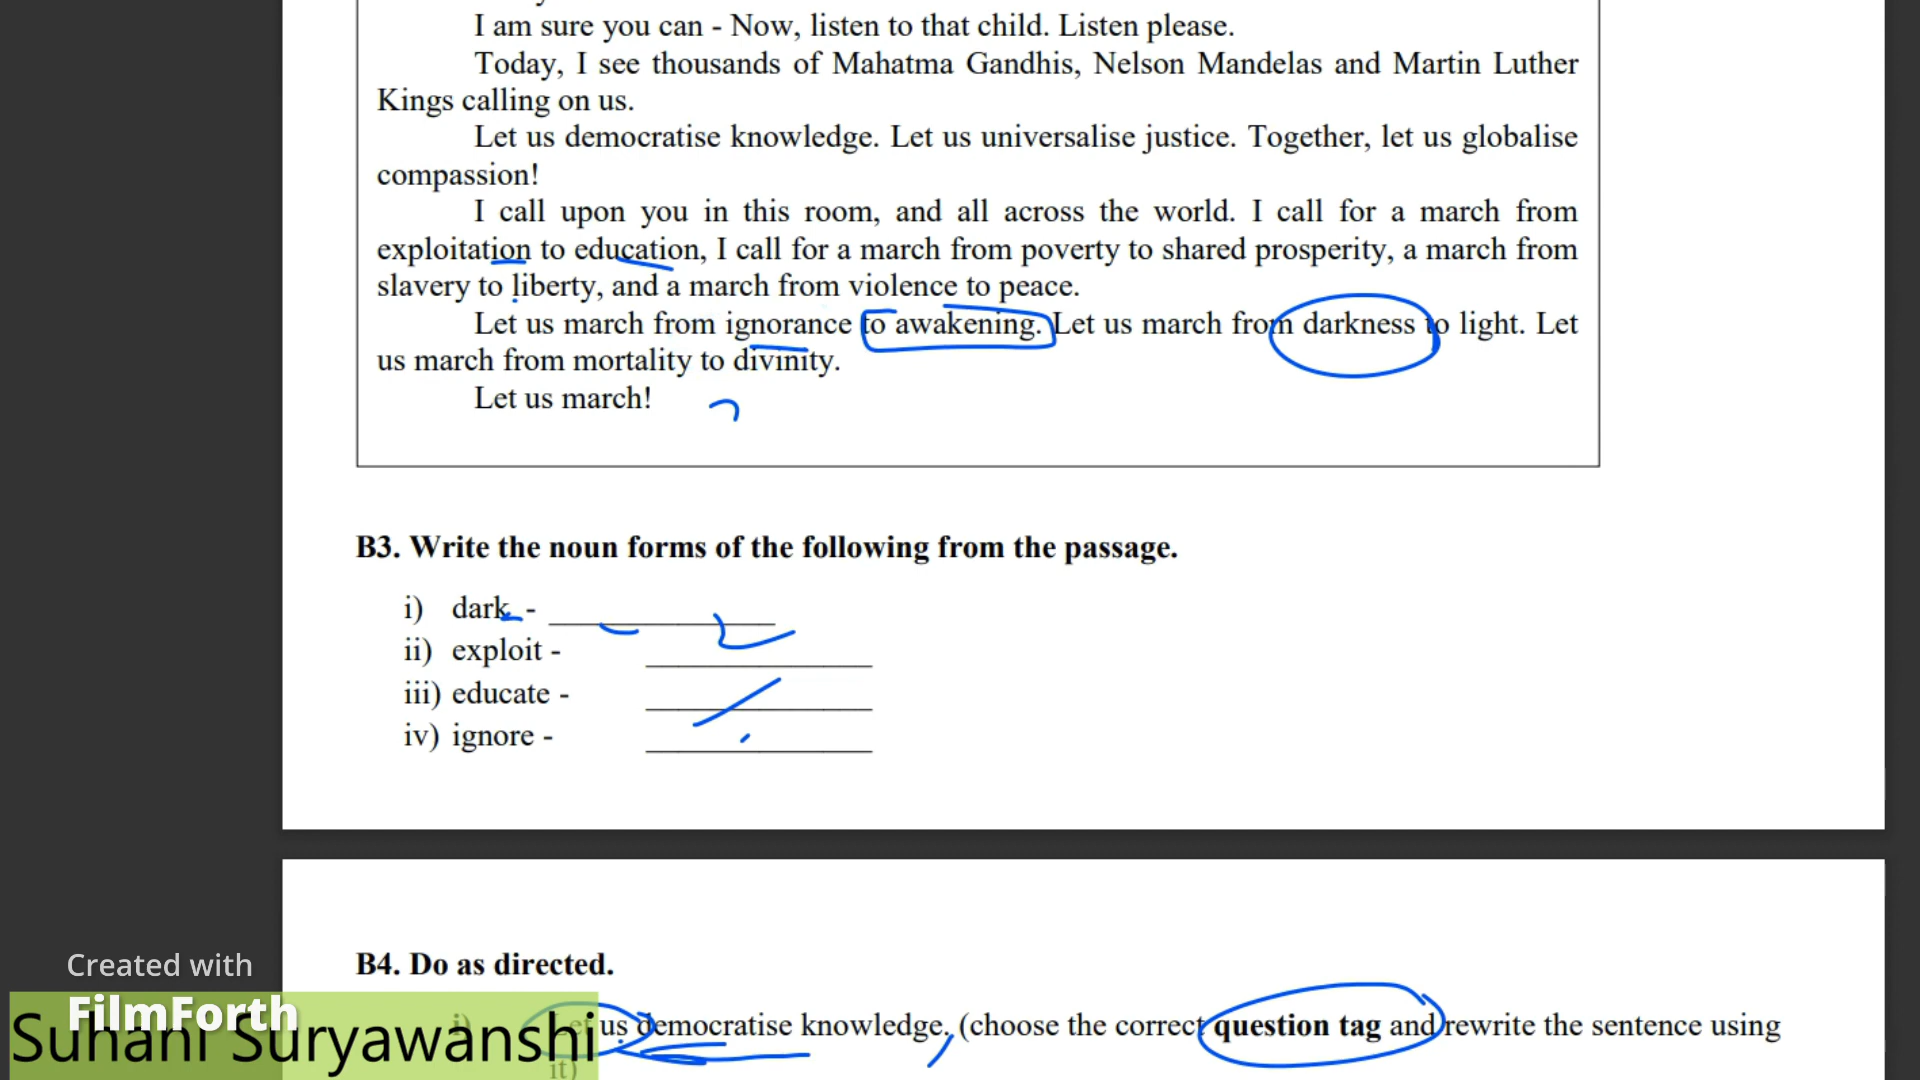 I am sure you can - Now, listen to that child. Listen please.
Today, I see thousands of Mahatma Gandhis, Nelson Mandelas and Martin Luther
Kings calling on us.
Let us democratise knowledge. Let us universalise justice. Together, let us globalise
compassion!
I call upon you in this room, and all across the world. I call for a march from
exploitation to education, I call for a march from poverty to shared prosperity, a march from
slavery to liberty, and a march from violence to peace.
Let us march from ignorance to awakening. Let us march from darkness to light. Let
us march from mortality to divinity.
Let us march!
B3. Write the noun forms of the following from the passage.
i) dark -
ii) exploit -
iii) educate -
iv) ignore -
B4. Do as directed.
i) Let us democratise knowledge. (choose the correct question tag and rewrite the sentence using
it)
Created with
FilmForth
Suhani Suryawanshi